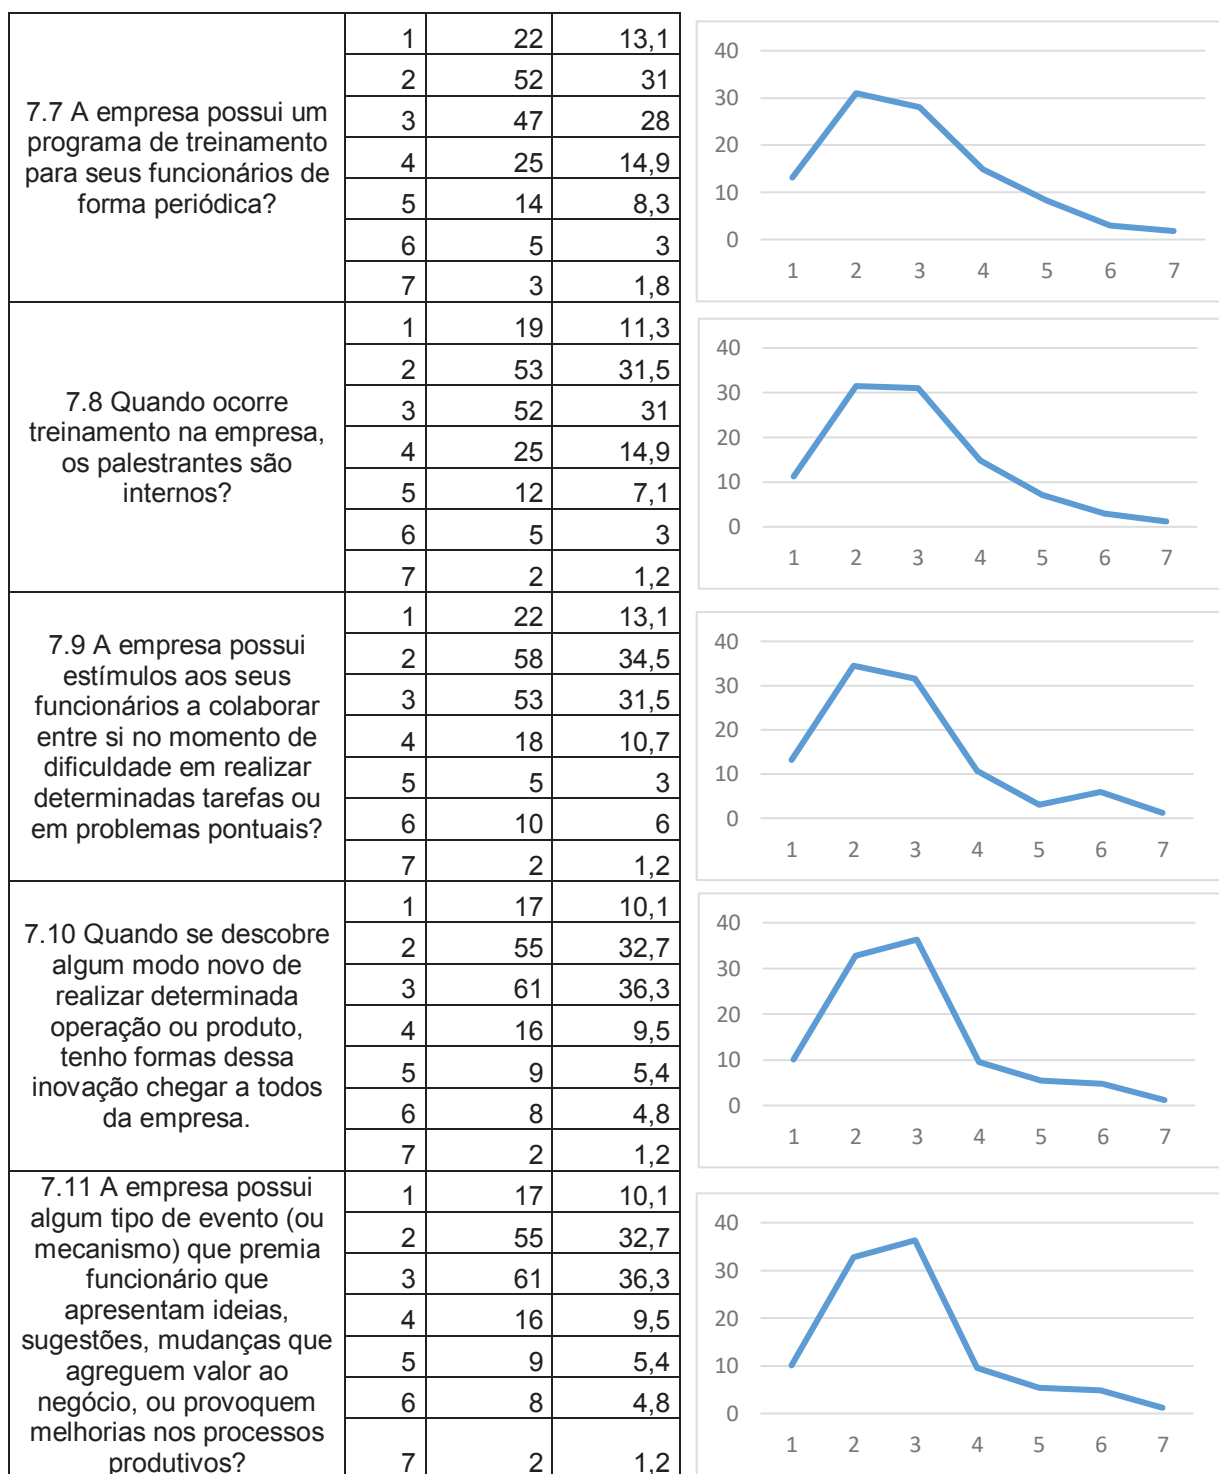 7.7 A empresa possui um
programa de treinamento
para seus funcionários de
forma periódica?
1 22 13,1
2 52 31
3 47 28
4 25 14,9
5 14 8,3
6 5 3
7 3 1,8
40
30
20
10
0
1 2 3 4 5 6 7
7.8 Quando ocorre
treinamento na empresa,
os palestrantes são
internos?
1 19 11,3
2 53 31,5
3 52 31
4 25 14,9
5 12 7,1
6 5 3
7 2 1,2
40
30
20
10
0
1 2 3 4 5 6 7
7.9 A empresa possui
estímulos aos seus
funcionários a colaborar
entre si no momento de
dificuldade em realizar
determinadas tarefas ou
em problemas pontuais?
1 22 13,1
2 58 34,5
3 53 31,5
4 18 10,7
5 5 3
6 10 6
7 2 1,2
40
30
20
10
0
1 2 3 4 5 6 7
7.10 Quando se descobre
algum modo novo de
realizar determinada
operação ou produto,
tenho formas dessa
inovação chegar a todos
da empresa.
1 17 10,1
2 55 32,7
3 61 36,3
4 16 9,5
5 9 5,4
6 8 4,8
7 2 1,2
40
30
20
10
0
1 2 3 4 5 6 7
7.11 A empresa possui
algum tipo de evento (ou
mecanismo) que premia
funcionário que
apresentam ideias,
sugestões, mudanças que
agreguem valor ao
negócio, ou provoquem
melhorias nos processos
produtivos?
1 17 10,1
2 55 32,7
3 61 36,3
4 16 9,5
5 9 5,4
6 8 4,8
7 2 1,2
40
30
20
10
0
1 2 3 4 5 6 7